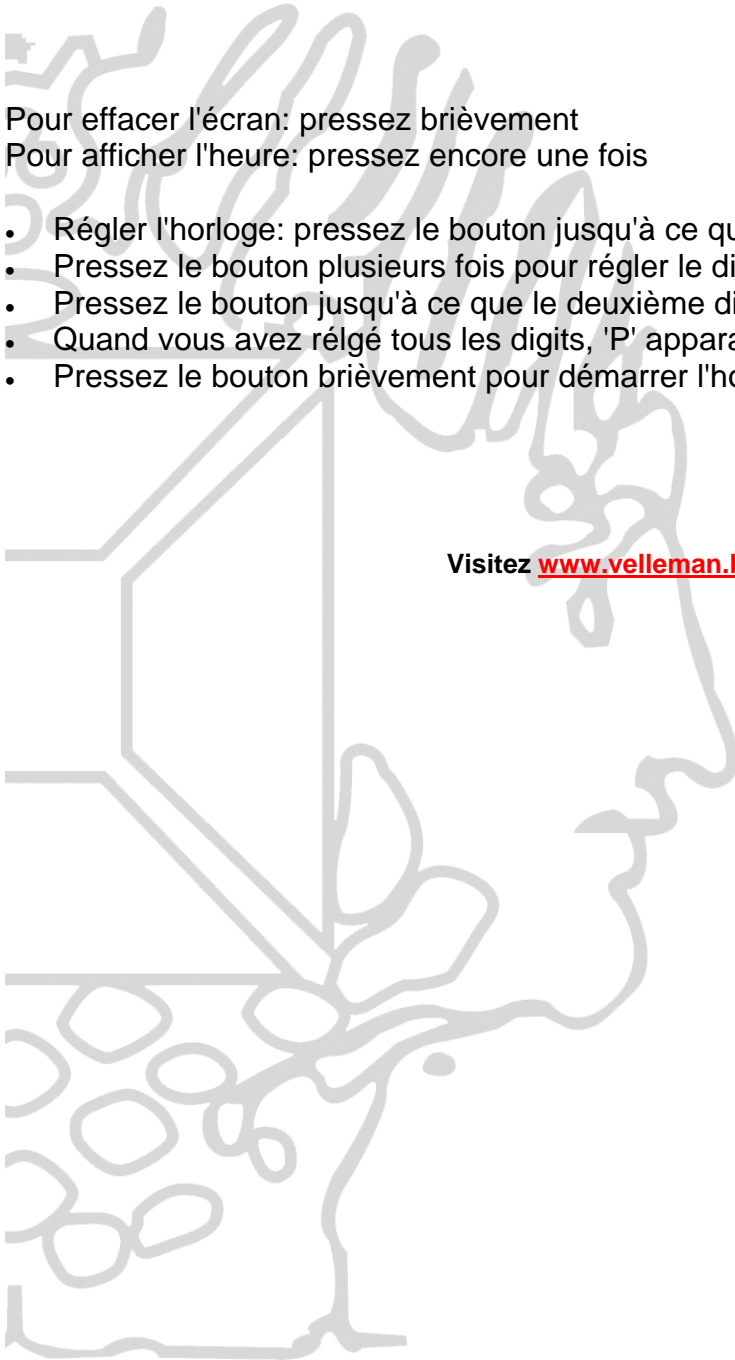 Pour effacer l'écran: pressez brièvement
Pour afficher l'heure: pressez encore une fois
• Régler l'horloge: pressez le bouton jusqu'à ce qu
• Pressez le bouton plusieurs fois pour régler le di
• Pressez le bouton jusqu'à ce que le deuxième di
• Quand vous avez rélgé tous les digits, 'P' appara
• Pressez le bouton brièvement pour démarrer l'ho
Visitez www.velleman.b